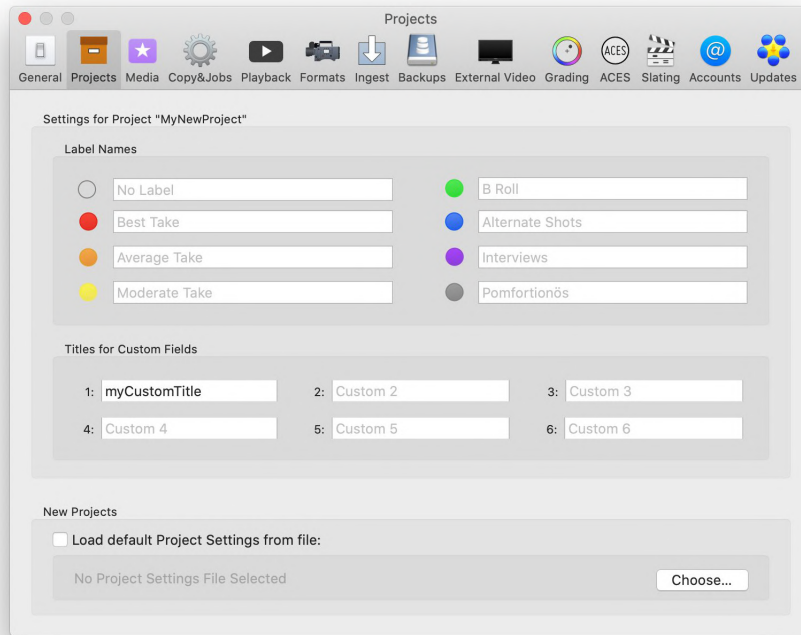 Projects
General Projects Media Copy&Jobs Playback Formats Ingest Backups External Video Grading ACES Slating Accounts Updates
ACES
Settings for Project "MyNewProject"
Label Names
No Label B Roll
Best Take Alternate Shots
Average Take Interviews
Moderate Take Pomfortionös
Titles for Custom Fields
1: myCustomTitle 2: Custom 2 3: Custom 3
4: Custom 4 5: Custom 5 6: Custom 6
New Projects
Load default Project Settings from file:
No Project Settings File Selected Choose...